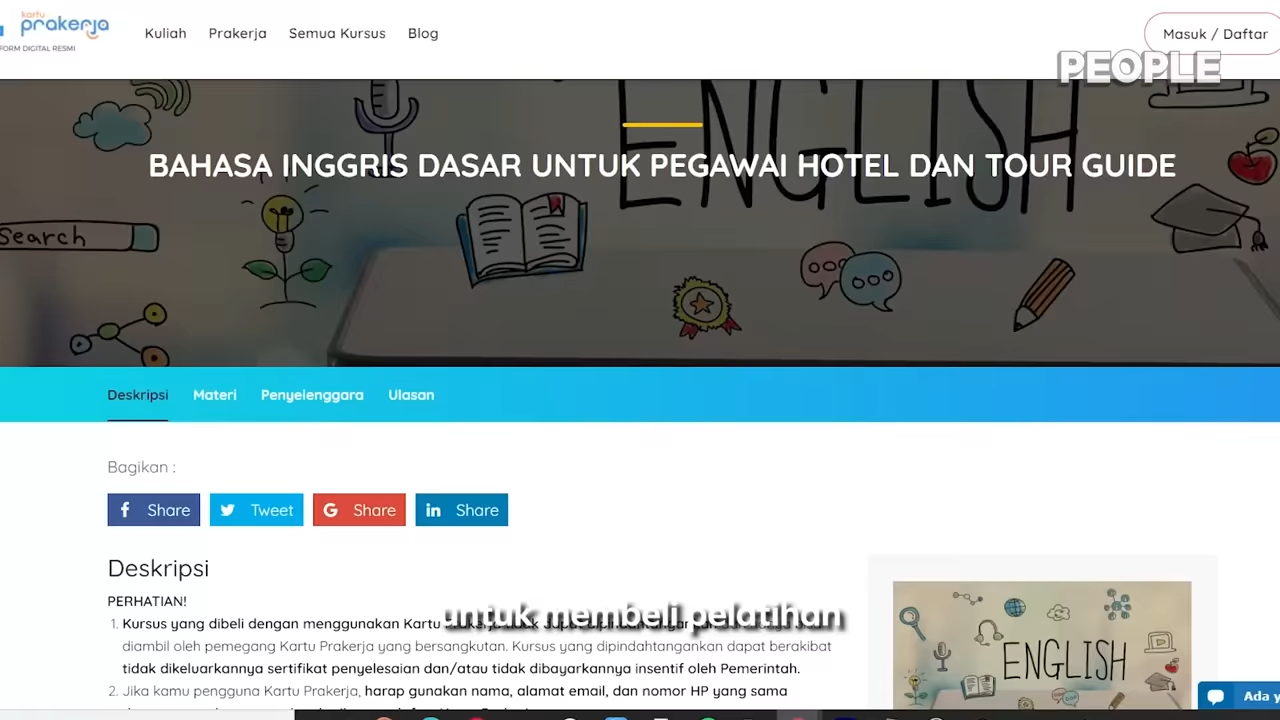 kartu
prakerja
FORM DIGITAL RESMI
Kuliah
Prakerja
Semua Kursus
Blog
Masuk / Daftar
PEOPLE
ENGLISH
BAHASA INGGRIS DASAR UNTUK PEGAWAI HOTEL DAN TOUR GUIDE
search
Deskripsi
Materi
Penyelenggara
Ulasan
Bagikan :
Share
Tweet
Share
Share
Deskripsi
PERHATIAN!
untuk membeli pelatihan
1. Kursus yang dibeli dengan menggunakan Kartu
diambil oleh pemegang Kartu Prakerja yang bersangkutan. Kursus yang dipindahtangankan dapat berakibat
tidak dikeluarkannya sertifikat penyelesaian dan/atau tidak dibayarkannya insentif oleh Pemerintah.
2. Jika kamu pengguna Kartu Prakerja, harap gunakan nama, alamat email, dan nomor HP yang sama
ENGLISH
Ada y